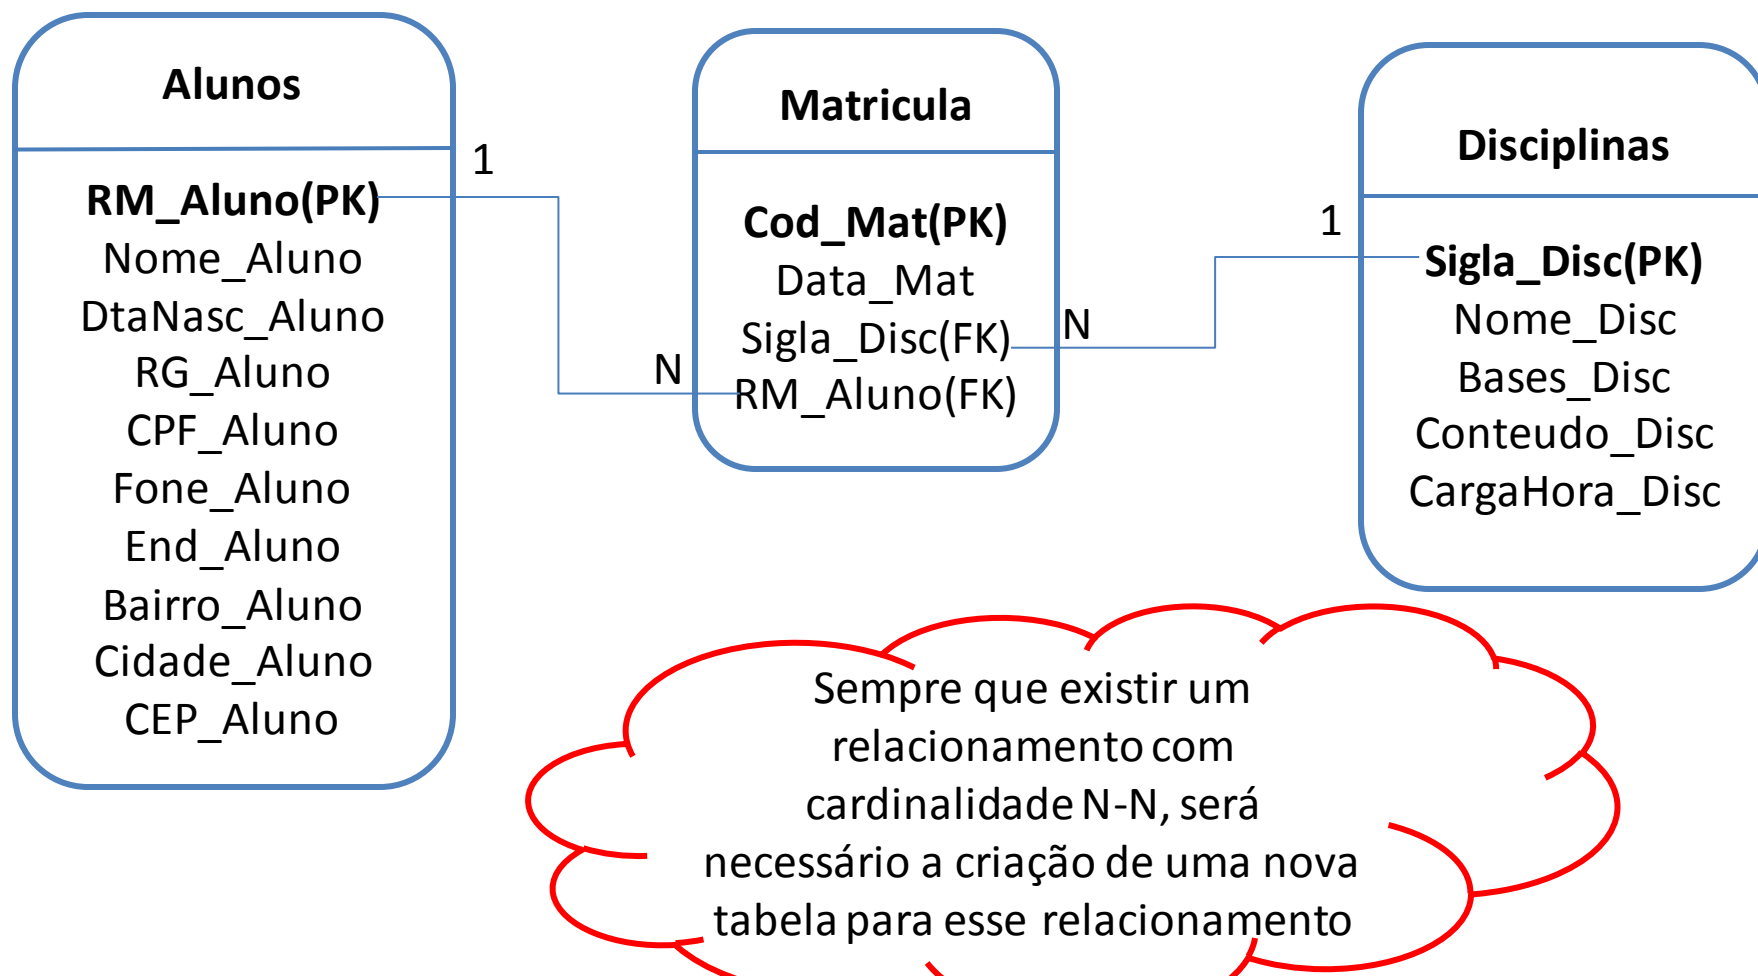 Alunos
RM_Aluno(PK)
Nome_Aluno
DtaNasc_Aluno
RG_Aluno
CPF_Aluno
Fone_Aluno
End_Aluno
Bairro_Aluno
Cidade_Aluno
CEP_Aluno
1
N
Matricula
Cod_Mat(PK)
Data_Mat
Sigla_Disc(FK)
RM_Aluno(FK)
N
1
Disciplinas
Sigla_Disc(PK)
Nome_Disc
Bases_Disc
Conteudo_Disc
CargaHora_Disc
Sempre que existir um
relacionamento com
cardinalidade N-N, será
necessário a criação de uma nova
tabela para esse relacionamento